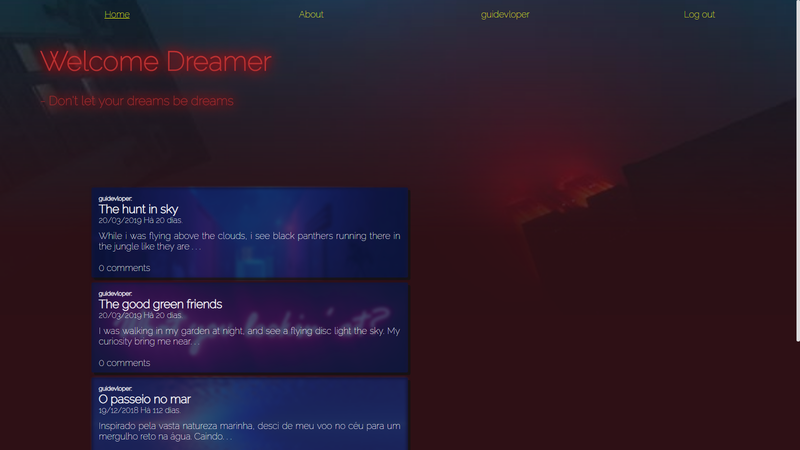 Home About guidevloper Log out
Welcome Dreamer
- Don't let your dreams be dreams
guidevloper:
The hunt in sky
20/03/2019 Há 20 dias.
While i was flying above the clouds, i see black panthers running there in
the jungle like they are . . .
0 comments
guidevloper:
The good green friends
20/03/2019 Há 20 dias.
I was walking in my garden at night, and see a flying disc light the sky. My
curiosity bring me near. . .
0 comments
guidevloper:
O passeio no mar
19/12/2018 Há 112 dias.
Inspirado pela vasta natureza marinha, desci de meu voo no céu para um
mergulho reto na água. Caindo. . .